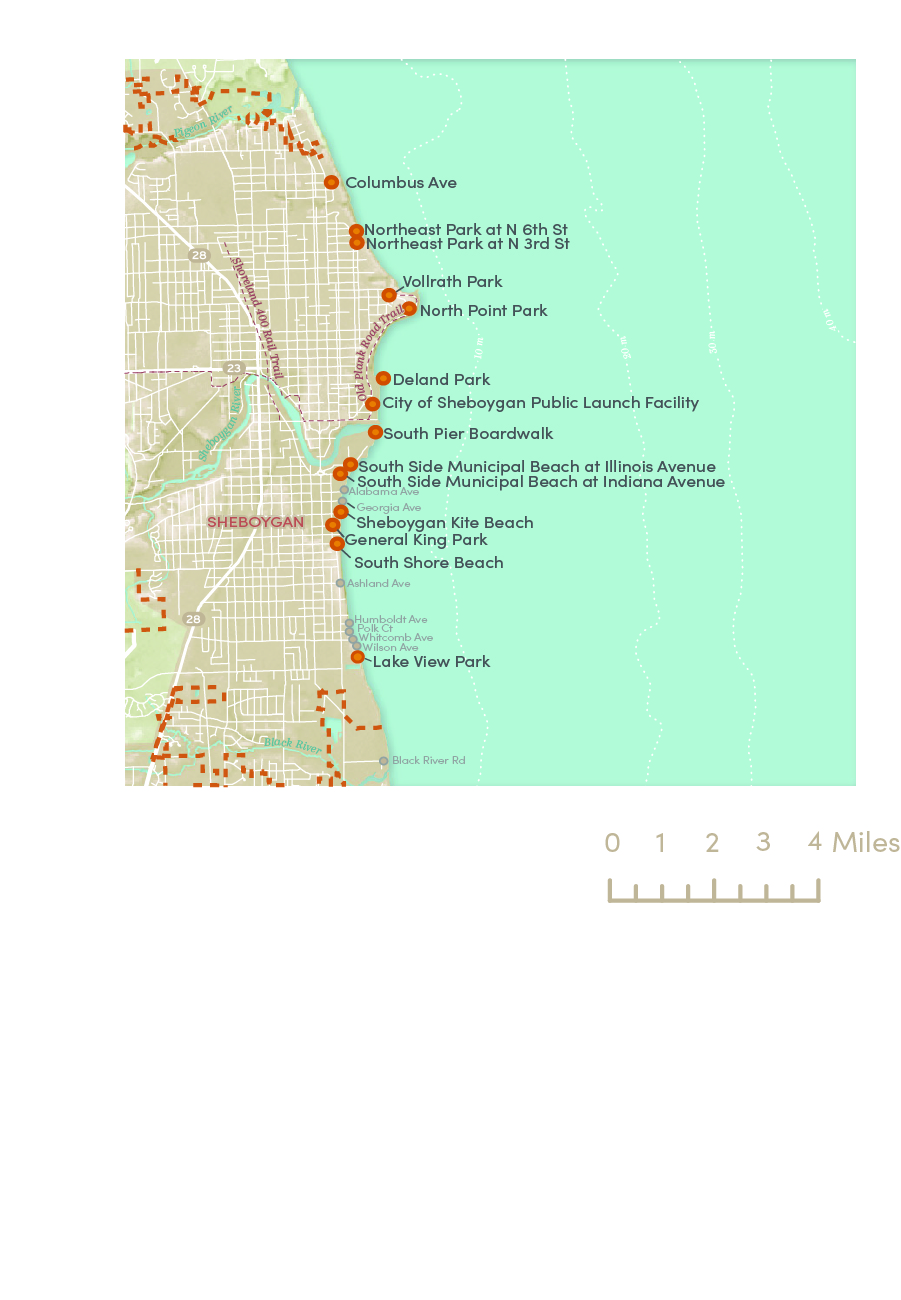 Pigeon River
Columbus Ave
Northeast Park at N 6th St
Northeast Park at N 3rd St
28
Shoreland 400 Rail Trail
Vollrath Park
North Point Park
Old Plank Road Trail
10 m
20 m
30 m
40 m
23
Deland Park
City of Sheboygan Public Launch Facility
Sheboygan River
South Pier Boardwalk
South Side Municipal Beach at Illinois Avenue
South Side Municipal Beach at Indiana Avenue
Alabama Ave
Georgia Ave
SHEBOYGAN
Sheboygan Kite Beach
General King Park
South Shore Beach
Ashland Ave
28
Humboldt Ave
Polk Ct
Whitcomb Ave
Wilson Ave
Lake View Park
Black River
Black River Rd
0 1 2 3 4 Miles